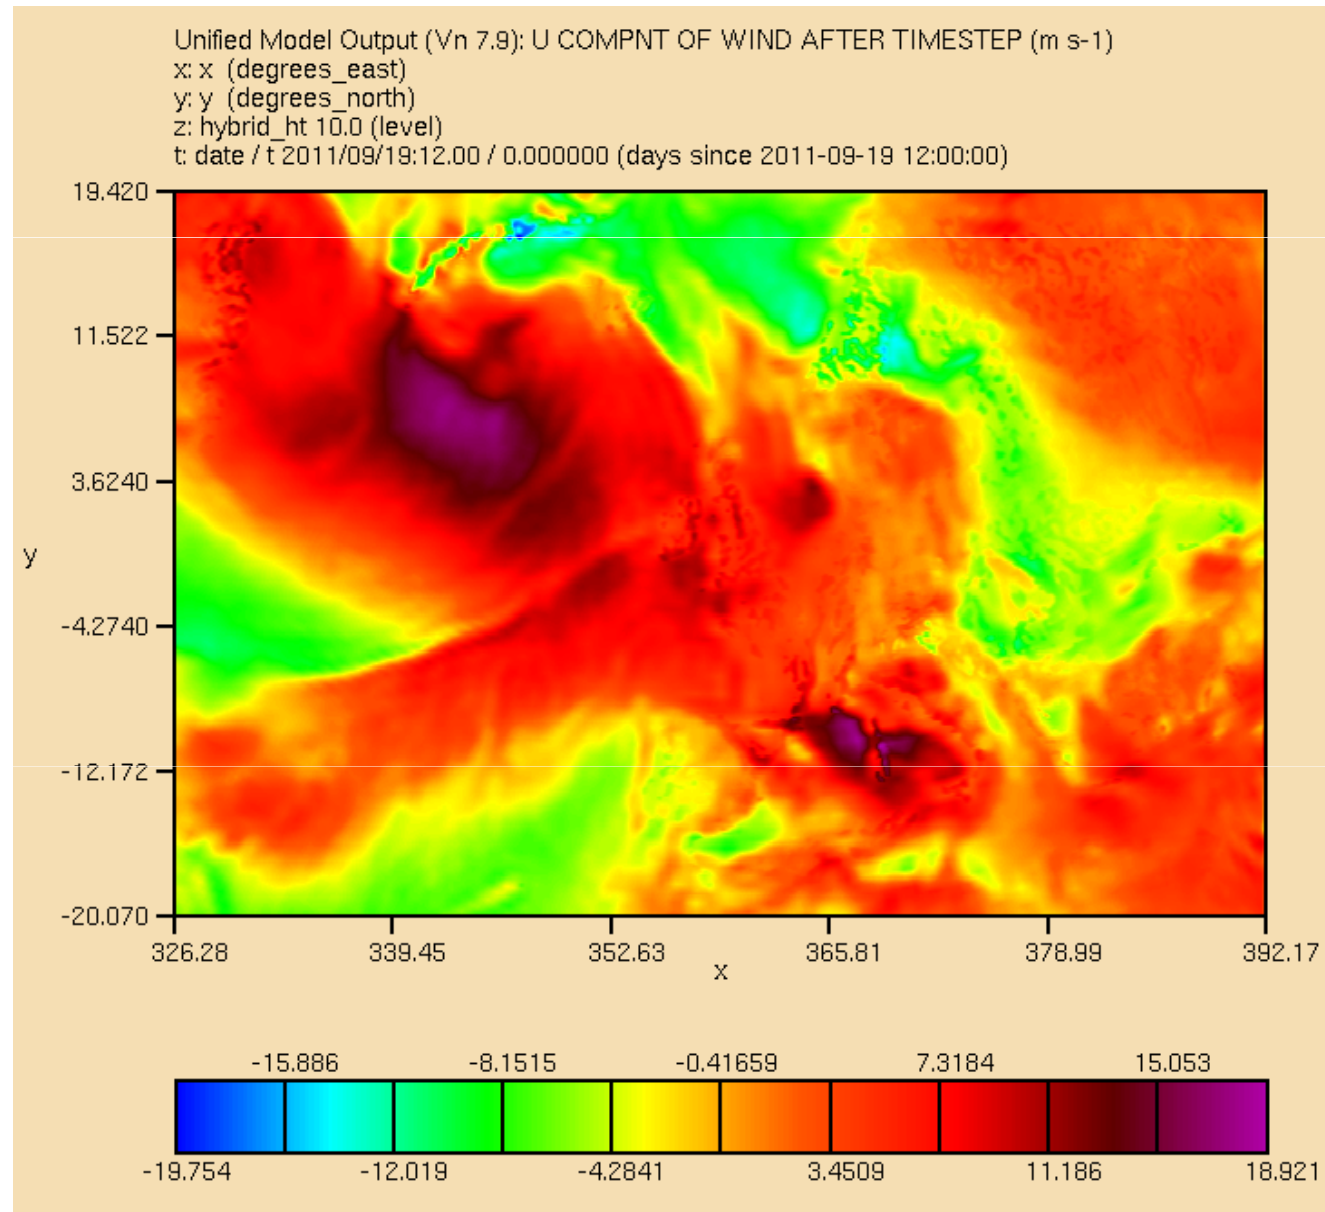 Unified Model Output (Vn 7.9): U COMPNT OF WIND AFTER TIMESTEP (m s-1)
x: x (degrees_east)
y: y (degrees_north)
z: hybrid_ht 10.0 (level)
t: date / t 2011/09/19:12.00 / 0.000000 (days since 2011-09-19 12:00:00)
19.420
11.522
3.6240
y
-4.2740
-12.172
-20.070
326.28 339.45 352.63 365.81 378.99 392.17
x
-15.886 -8.1515 -0.41659 7.3184 15.053
-19.754 -12.019 -4.2841 3.4509 11.186 18.921